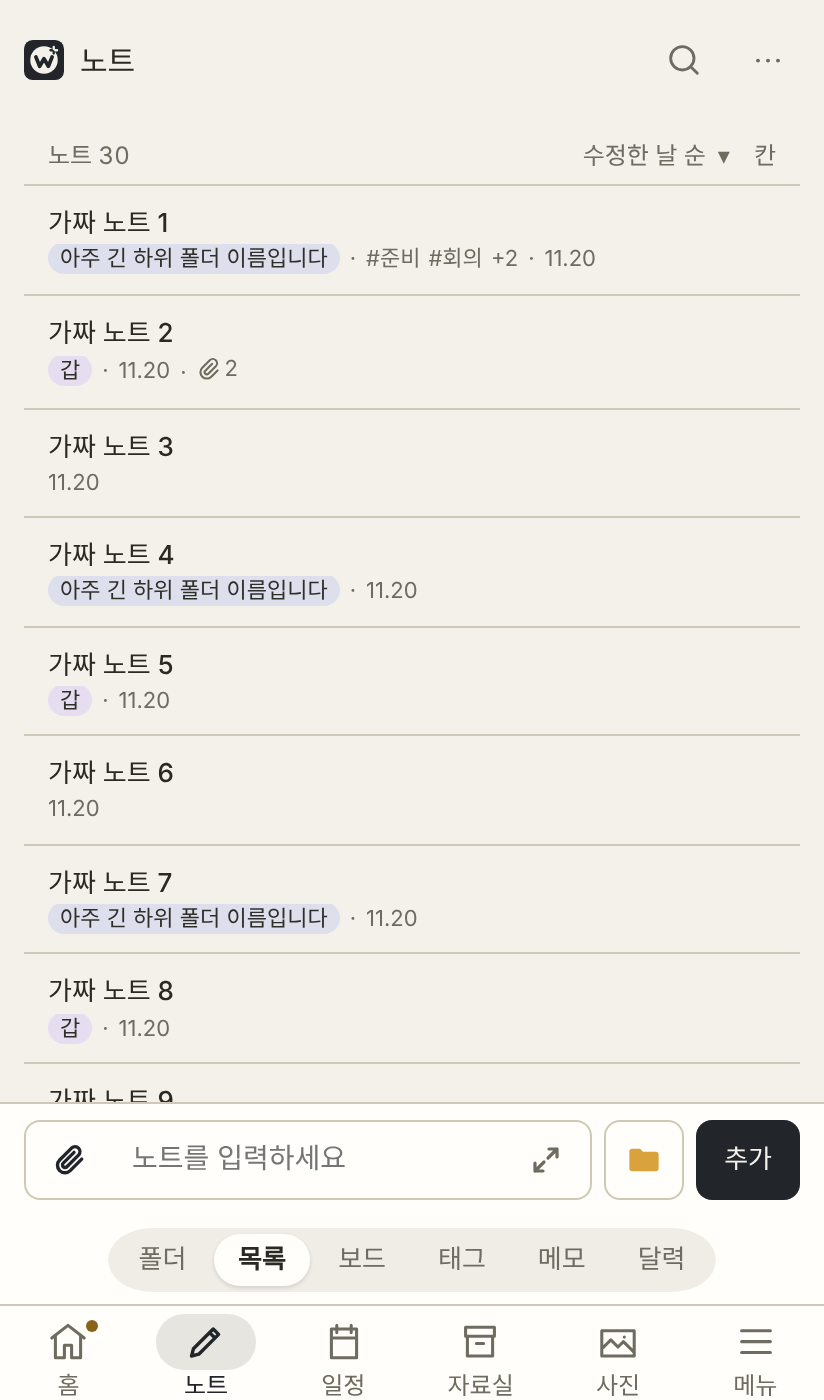 노트
노트 30 수정한 날 순 ▼ 칸
가짜 노트 1
아주 긴 하위 폴더 이름입니다 · #준비 #회의 +2 · 11.20
가짜 노트 2
갑 · 11.20 · 2
가짜 노트 3
11.20
가짜 노트 4
아주 긴 하위 폴더 이름입니다 · 11.20
가짜 노트 5
갑 · 11.20
가짜 노트 6
11.20
가짜 노트 7
아주 긴 하위 폴더 이름입니다 · 11.20
가짜 노트 8
갑 · 11.20
가짜 노트 9
노트를 입력하세요 추가
폴더 목록 보드 태그 메모 달력
홈 노트 일정 자료실 사진 메뉴